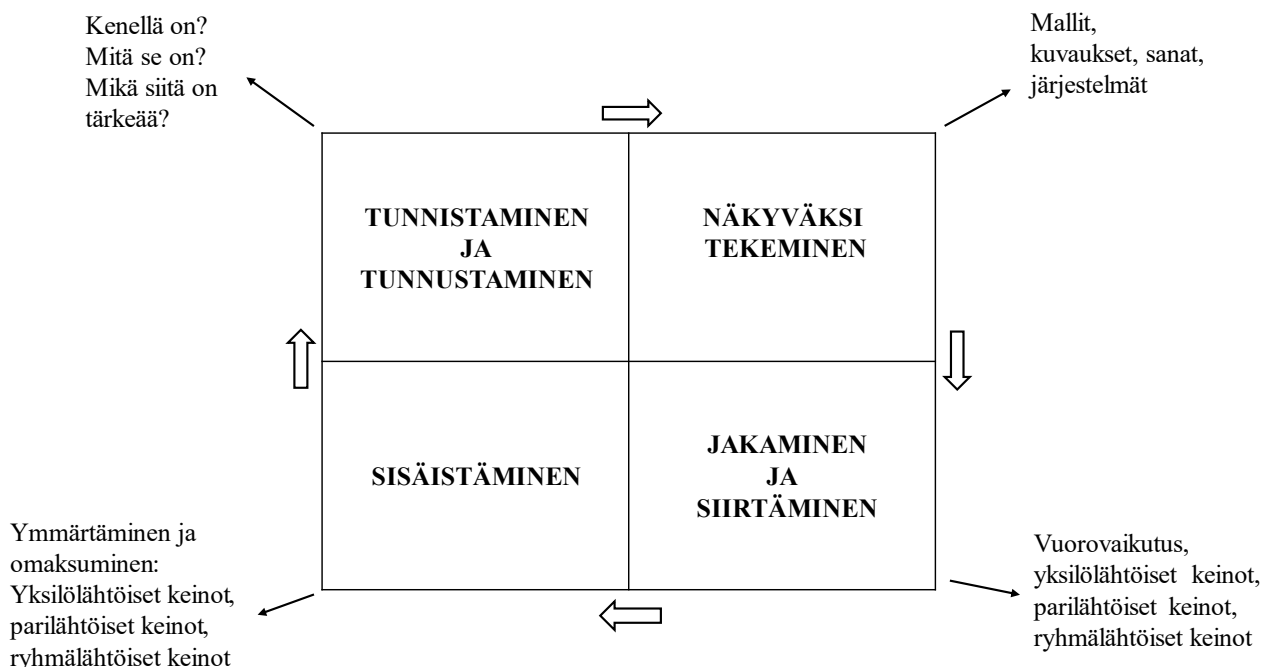 Kenellä on?
Mitä se on?
Mikä siitä on
tärkeää?
Mallit,
kuvaukset, sanat,
järjestelmät
TUNNISTAMINEN
JA
TUNNUSTAMINEN
NÄKYVÄKSI
TEKEMINEN
SISÄISTÄMINEN
JAKAMINEN
JA
SIIRTÄMINEN
Ymmärtäminen ja
omaksuminen:
Yksilölähtöiset keinot,
parilähtöiset keinot,
ryhmälähtöiset keinot
Vuorovaikutus,
yksilölähtöiset keinot,
parilähtöiset keinot,
ryhmälähtöiset keinot